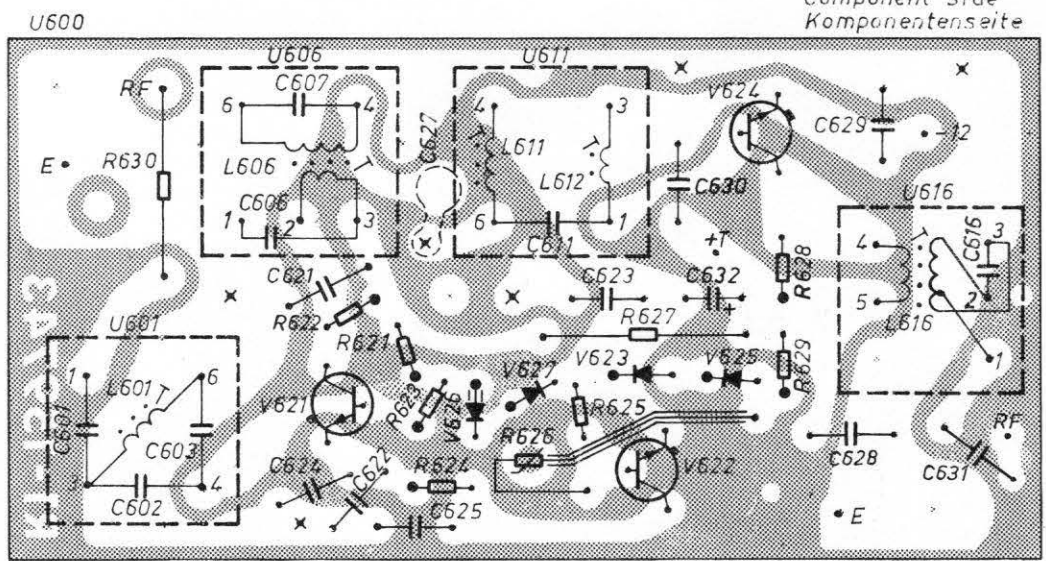 Component side
Komponentenseite
U600
U606
U611
C607
RF
6
4
4
3
V624
C627
L611
C629
12
E
R630
L606
L612
C630
U616
C606
1
2
3
6
1
C611
4
3
C616
+T
R628
C621
C623
C632
+
5
2
L616
R622
R627
U601
R621
R629
1
1
L601
6
V627
V623
V625
C601
V621
R623
V626
R625
RF
C603
R626
C628
C631
3
4
C624
C622
R624
V622
C602
C625
E